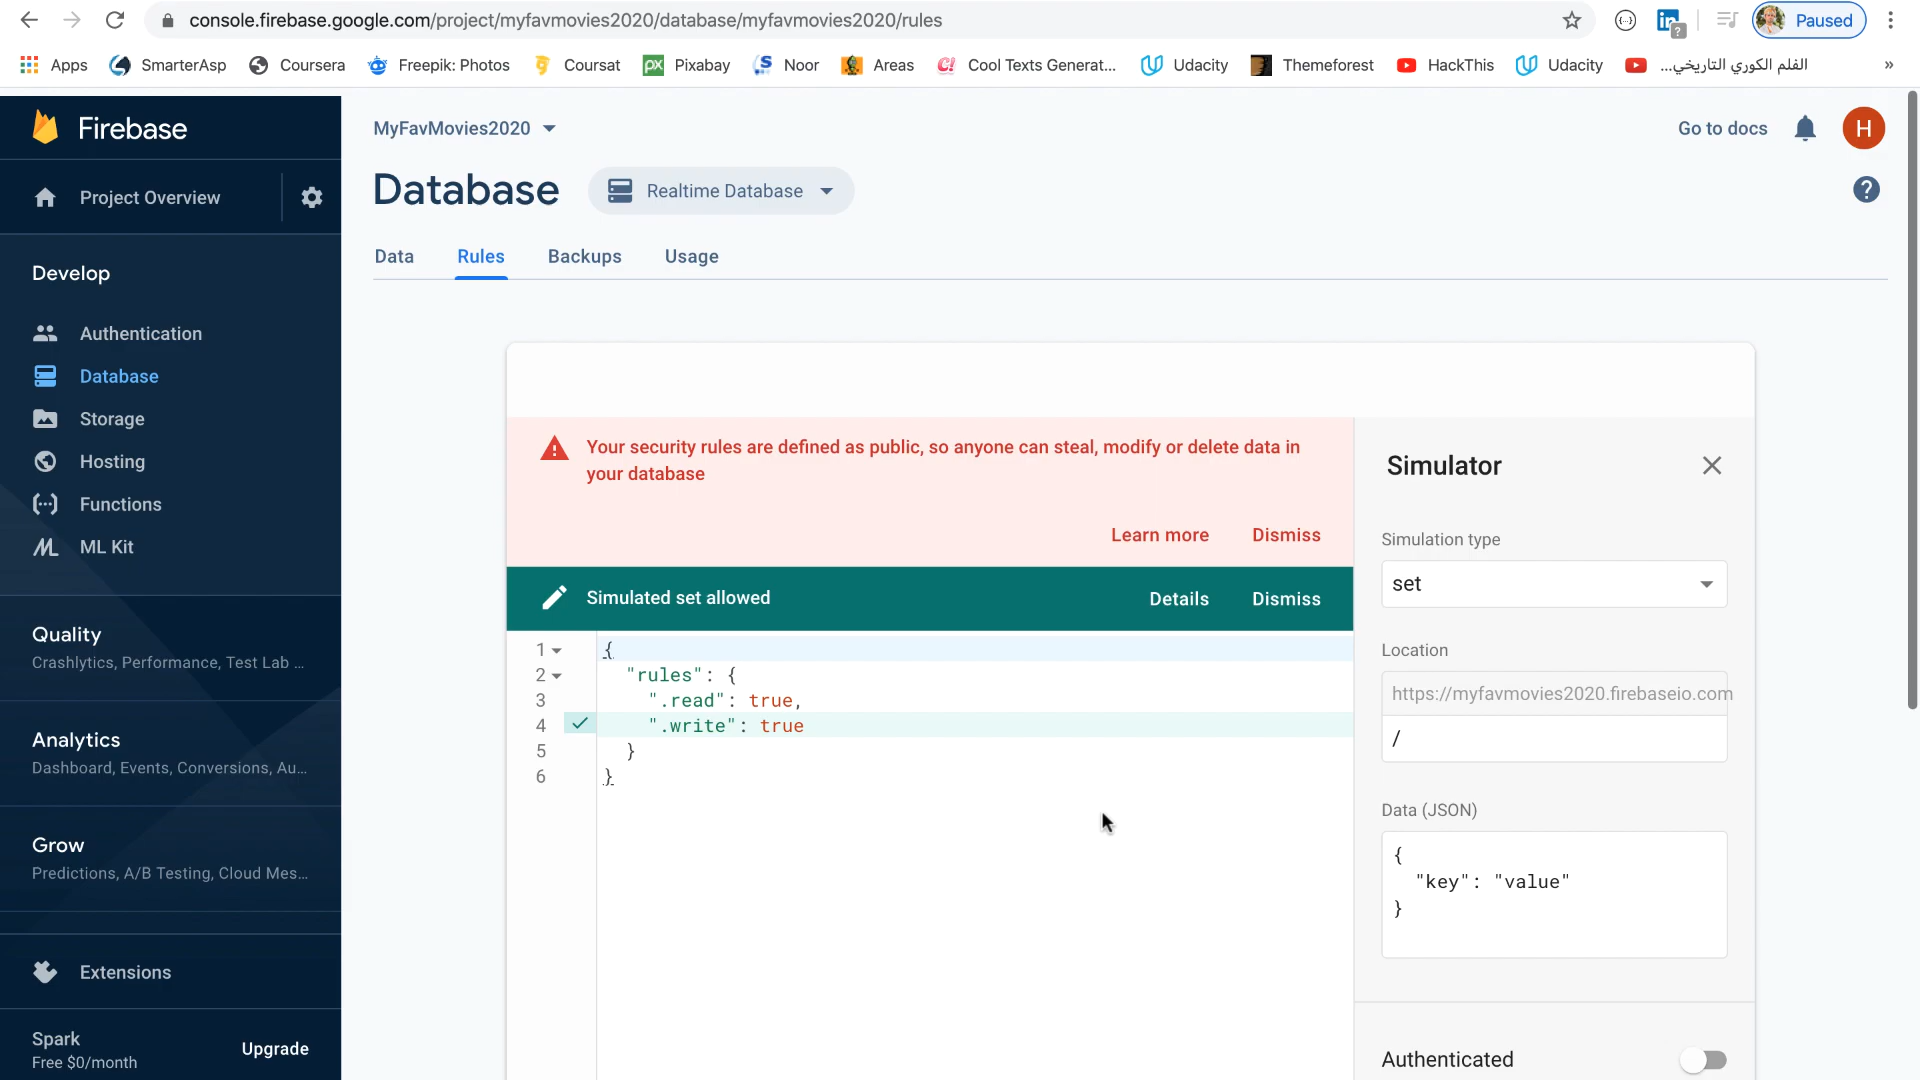 console.firebase.google.com/project/myfavmovies2020/database/myfavmovies2020/rules
Paused
Apps SmarterAsp Coursera Freepik: Photos Coursat Pixabay Noor Areas Cool Texts Generat... Udacity Themeforest HackThis Udacity الفلم الكوري التاريخي... »
Firebase
MyFavMovies2020
Go to docs
H
Project Overview
Database
Realtime Database
?
Data Rules Backups Usage
Develop
Authentication
Database
Storage
Hosting
Functions
ML Kit
Quality
Crashlytics, Performance, Test Lab ...
Analytics
Dashboard, Events, Conversions, Au...
Grow
Predictions, A/B Testing, Cloud Mes...
Extensions
Spark
Free $0/month
Upgrade
Your security rules are defined as public, so anyone can steal, modify or delete data in
your database
Learn more Dismiss
Simulated set allowed Details Dismiss
1 {
2 "rules": {
3 ".read": true,
4 ".write": true
5 }
6 }
Simulator
Simulation type
set
Location
https://myfavmovies2020.firebaseio.com
/
Data (JSON)
{
"key": "value"
}
Authenticated